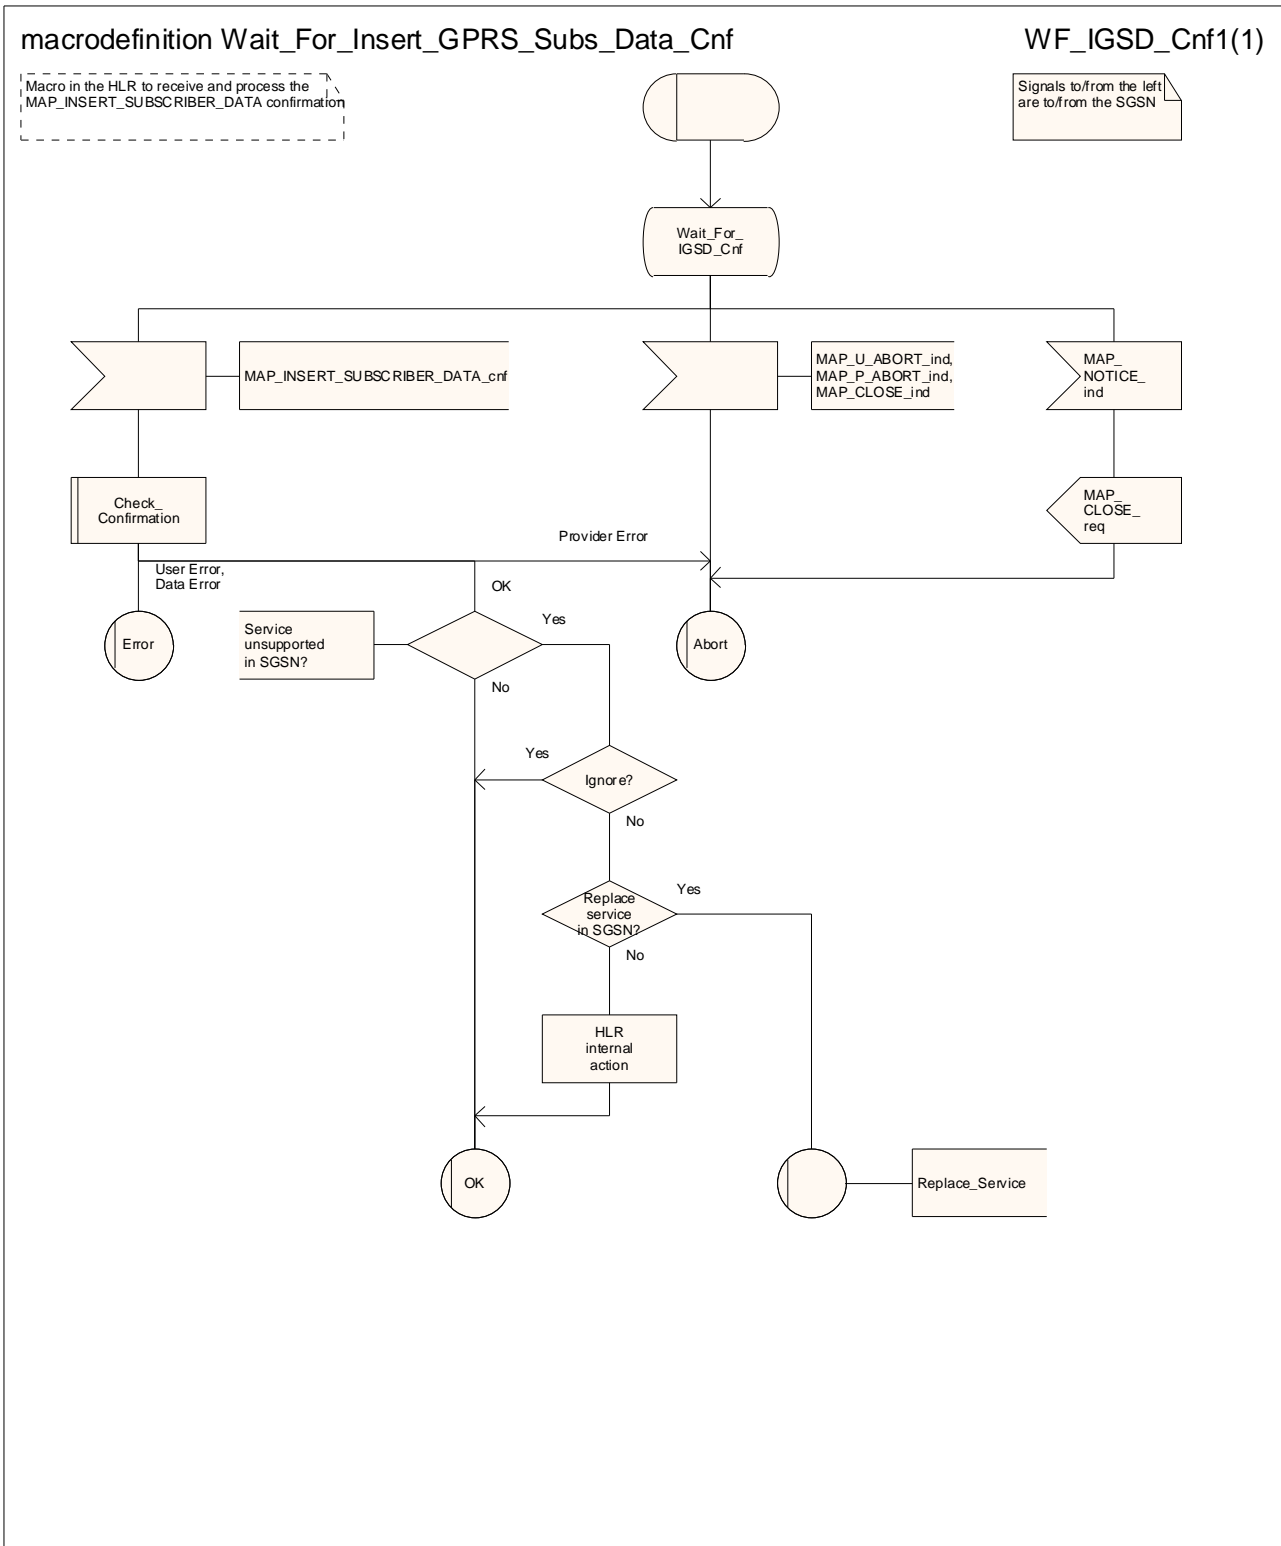 macrodefinition Wait_For_Insert_GPRS_Subs_Data_Cnf
WF_IGSD_Cnf1(1)
Macro in the HLR to receive and process the
MAP_INSERT_SUBSCRIBER_DATA confirmation
Signals to/from the left
are to/from the SGSN
Wait_For_
IGSD_Cnf
MAP_INSERT_SUBSCRIBER_DATA_cnf
MAP_U_ABORT_ind,
MAP_P_ABORT_ind,
MAP_CLOSE_ind
MAP_
NOTICE_
ind
Check_
Confirmation
MAP_
CLOSE_
req
Provider Error
User Error,
Data Error
OK
Error
Service
unsupported
in SGSN?
Yes
No
Abort
Yes
Ignore?
No
Replace
service
in SGSN?
Yes
No
HLR
internal
action
OK
Replace_Service